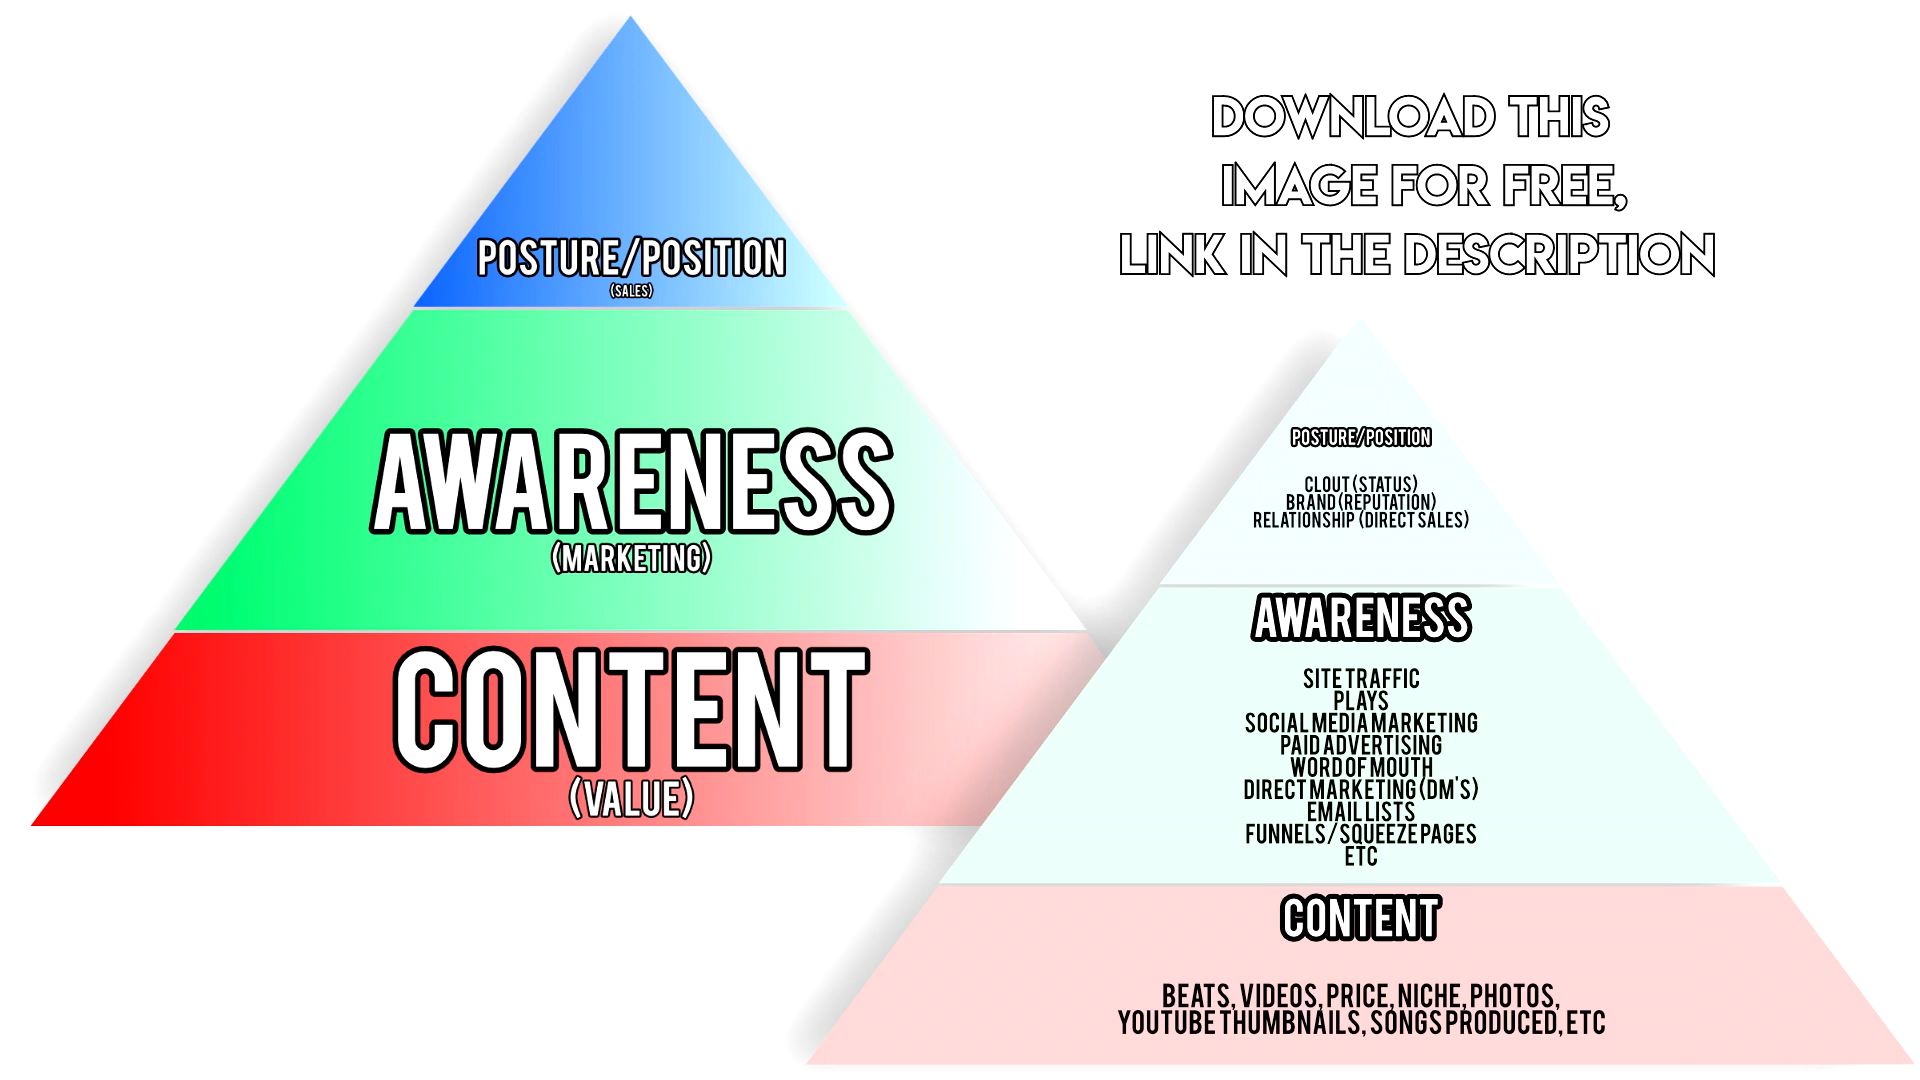 POSTURE/POSITION
(SALES)
AWARENESS
(MARKETING)
CONTENT
(VALUE)
DOWNLOAD THIS
IMAGE FOR FREE,
LINK IN THE DESCRIPTION
POSTURE/POSITION
CLOUT (STATUS)
BRAND (REPUTATION)
RELATIONSHIP (DIRECT SALES)
AWARENESS
SITE TRAFFIC
PLAYS
SOCIAL MEDIA MARKETING
PAID ADVERTISING
WORD OF MOUTH
DIRECT MARKETING (DM'S)
EMAIL LISTS
FUNNELS / SQUEEZE PAGES
ETC
CONTENT
BEATS, VIDEOS, PRICE, NICHE, PHOTOS,
YOUTUBE THUMBNAILS, SONGS PRODUCED, ETC